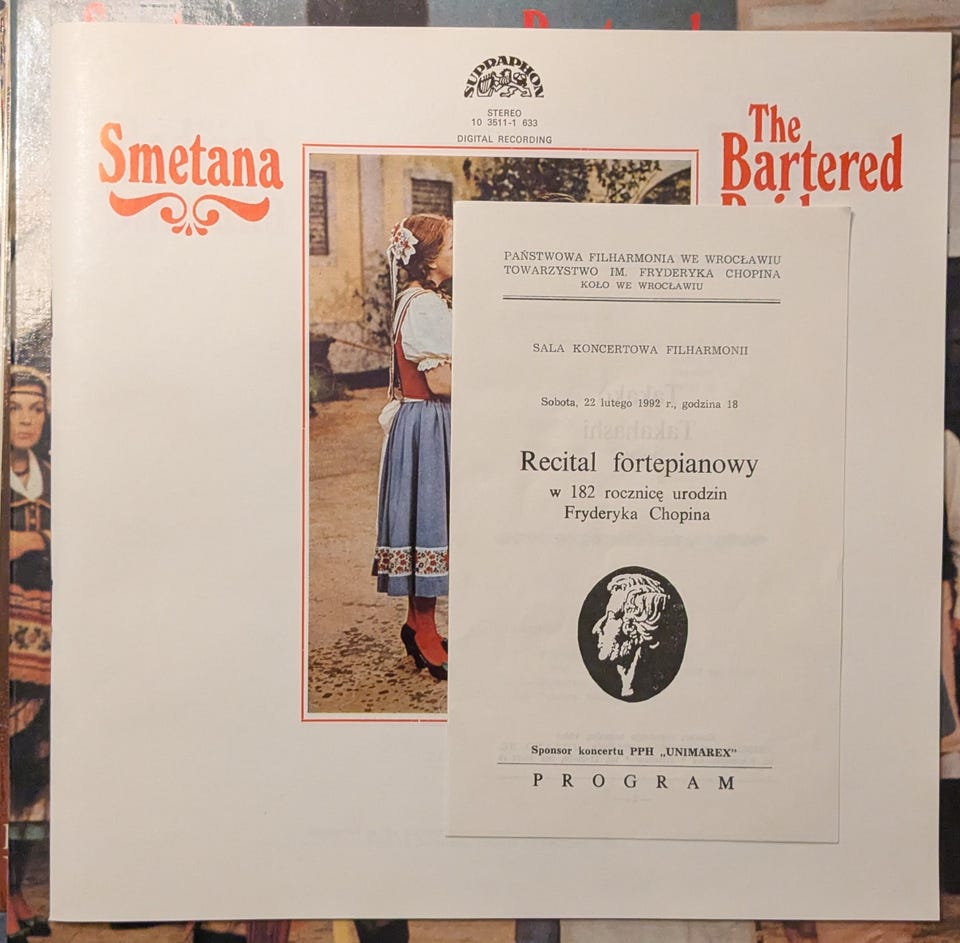 SUPRAPHON
STEREO
10 3511-1 633
DIGITAL RECORDING
Smetana
The
Bartered
PAŃSTWOWA FILHARMONIA WE WROCŁAWIU
TOWARZYSTWO IM. FRYDERYKA CHOPINA
KOŁO WE WROCŁAWIU
SALA KONCERTOWA FILHARMONII
Sobota, 22 lutego 1992 r., godzina 18
Takako
Takahashi
Recital fortepianowy
w 182 rocznicę urodzin
Fryderyka Chopina
Sponsor koncertu PPH „UNIMAREX”
PROGRAM